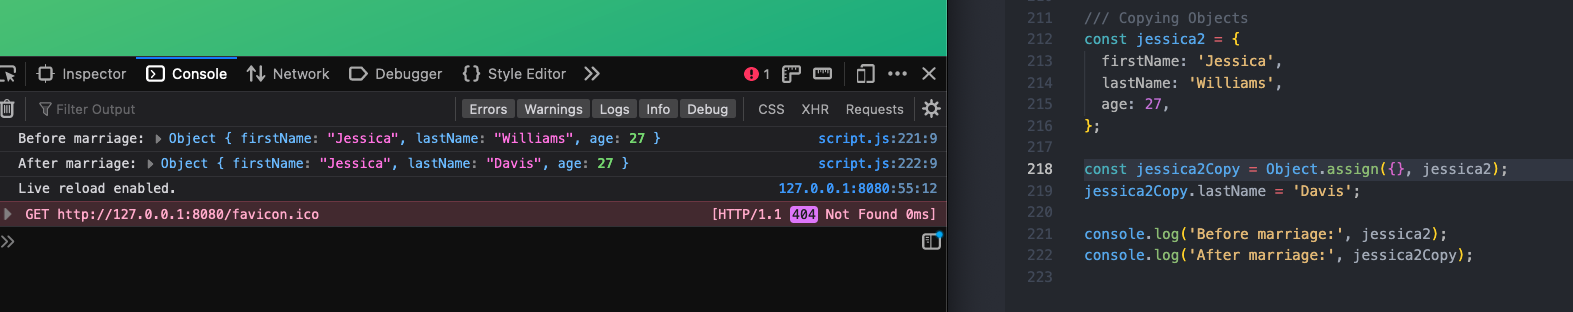 Inspector Console Network Debugger {} Style Editor 1
Filter Output Errors Warnings Logs Info Debug CSS XHR Requests
Before marriage: Object { firstName: "Jessica", lastName: "Williams", age: 27 } script.js:221:9
After marriage: Object { firstName: "Jessica", lastName: "Davis", age: 27 } script.js:222:9
Live reload enabled. 127.0.0.1:8080:55:12
GET http://127.0.0.1:8080/favicon.ico [HTTP/1.1 404 Not Found 0ms]
211 /// Copying Objects
212 const jessica2 = {
213 firstName: 'Jessica',
214 lastName: 'Williams',
215 age: 27,
216 };
217
218 const jessica2Copy = Object.assign({}, jessica2);
219 jessica2Copy.lastName = 'Davis';
220
221 console.log('Before marriage:', jessica2);
222 console.log('After marriage:', jessica2Copy);
223